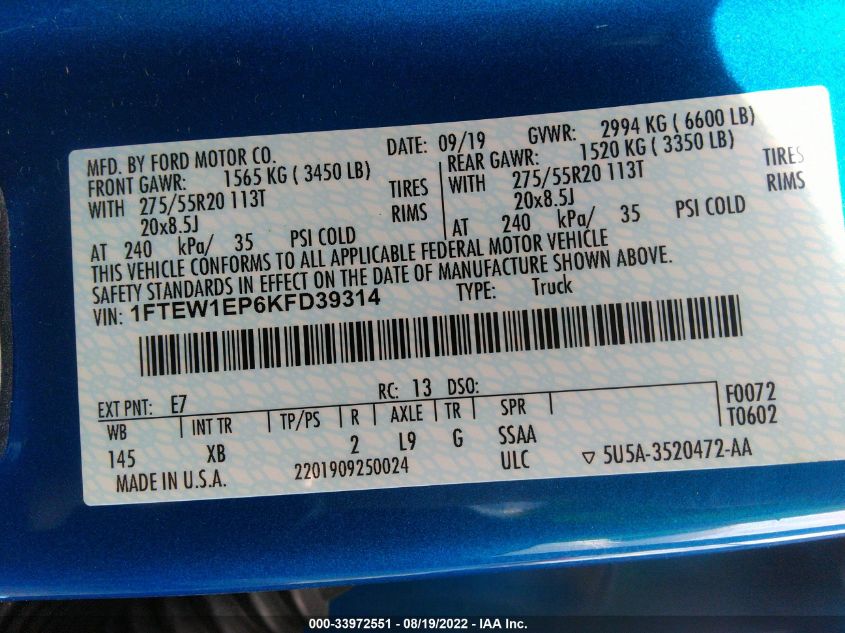 MFD. BY FORD MOTOR CO. DATE: 09/19 GVWR: 2994 KG ( 6600 LB)
FRONT GAWR: 1565 KG ( 3450 LB) REAR GAWR: 1520 KG ( 3350 LB)
WITH 275/55R20 113T TIRES WITH 275/55R20 113T TIRES
20x8.5J RIMS 20x8.5J RIMS
AT 240 kPa/ 35 PSI COLD AT 240 kPa/ 35 PSI COLD
THIS VEHICLE CONFORMS TO ALL APPLICABLE FEDERAL MOTOR VEHICLE
SAFETY STANDARDS IN EFFECT ON THE DATE OF MANUFACTURE SHOWN ABOVE.
VIN: 1FTEW1EP6KFD39314 TYPE: Truck
EXT PNT: E7 RC: 13 DSO: F0072
WB INT TR TP/PS R AXLE TR SPR T0602
145 XB 2 L9 G SSAA
MADE IN U.S.A. 2201909250024 ULC ▽ 5U5A-3520472-AA
000-33972551 - 08/19/2022 - IAA Inc.